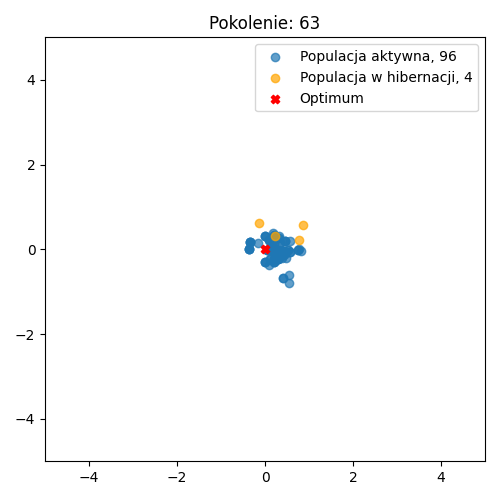 Pokolenie: 63
Populacja aktywna, 96
Populacja w hibernacji, 4
Optimum
4
2
0
−2
−4
−4 −2 0 2 4